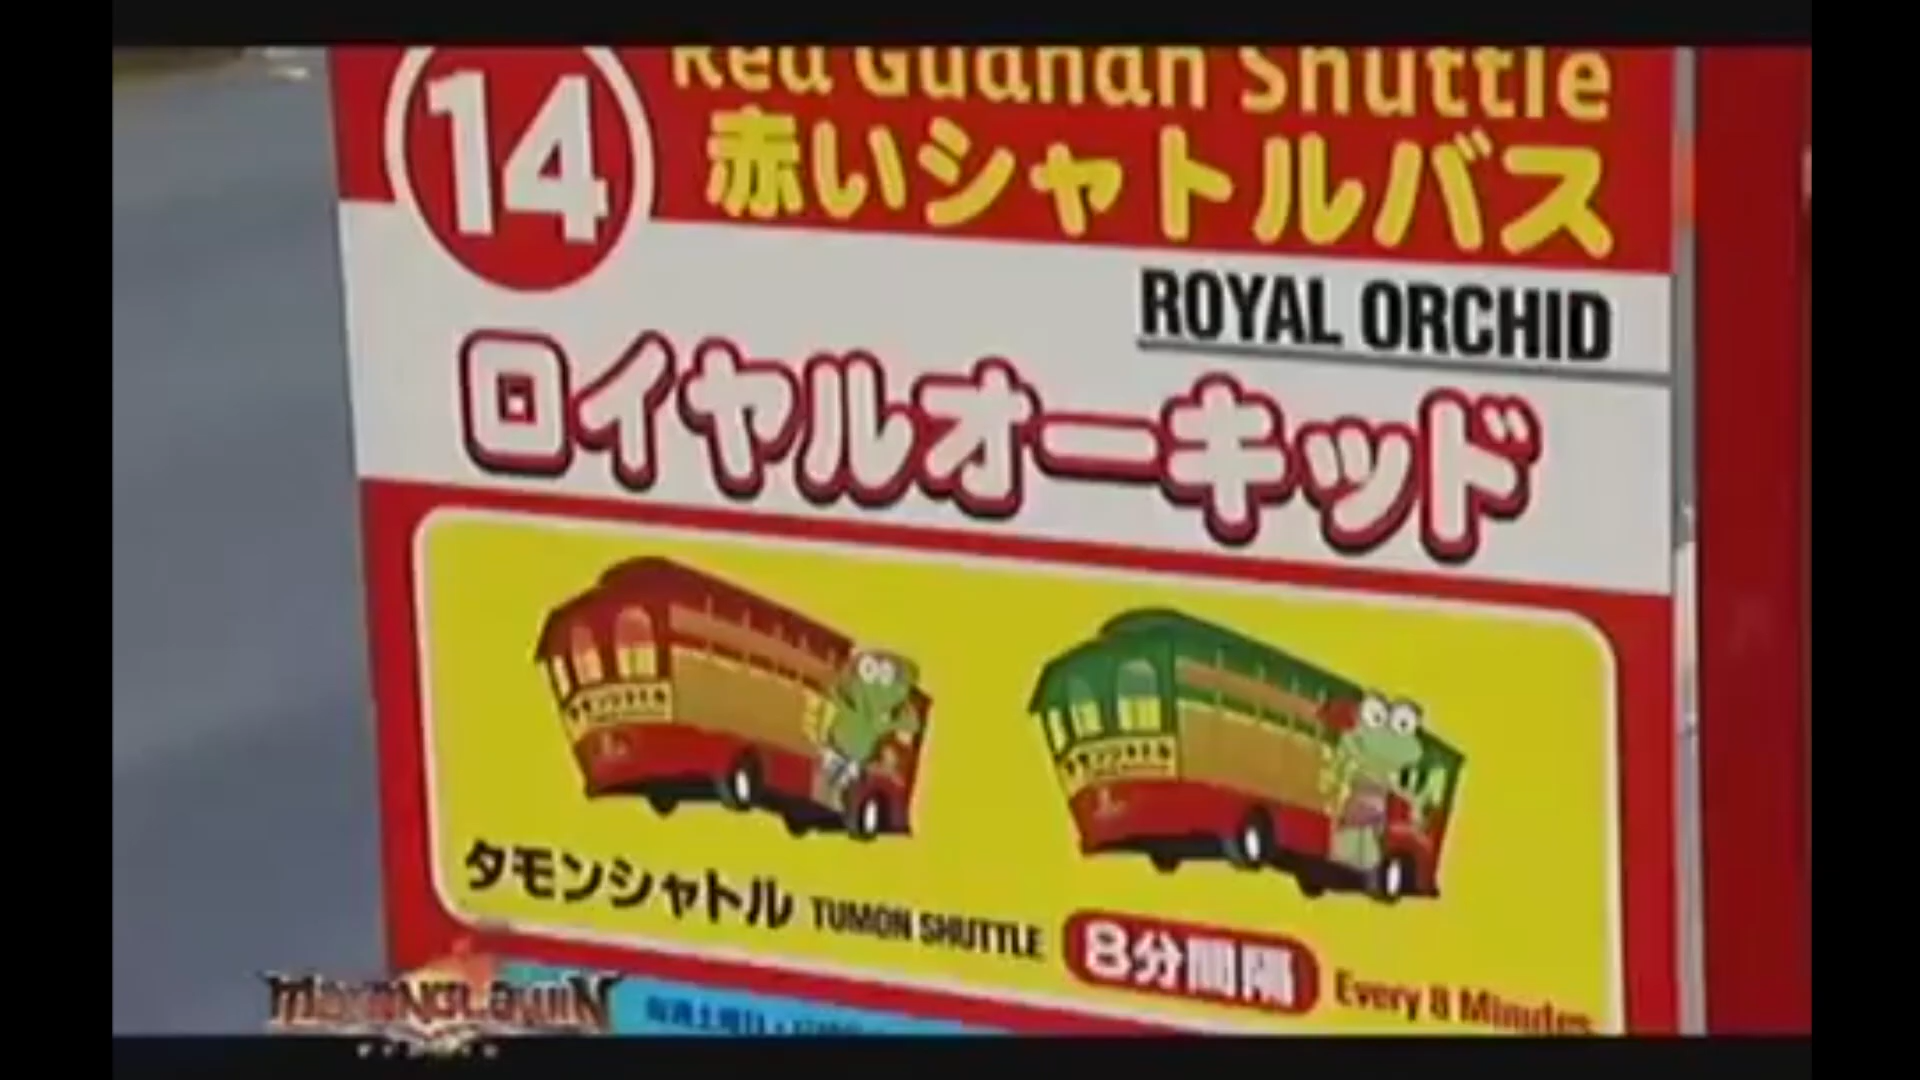 14
Red Guahan Shuttle
赤いシャトルバス
ROYAL ORCHID
ロイヤルオーキッド
タモンシャトル TUMON SHUTTLE 8分間隔 Every 8 Minutes